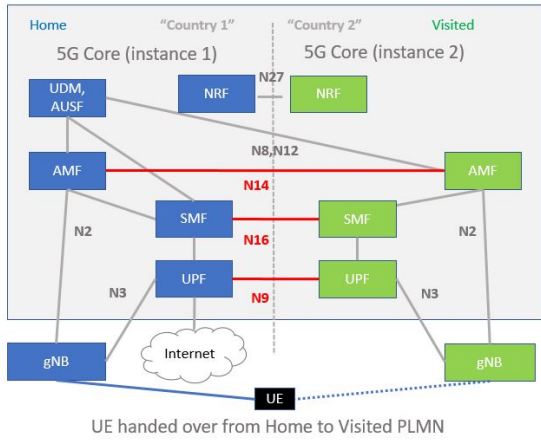 Home
"Country 1"
"Country 2"
Visited
5G Core (instance 1)
5G Core (instance 2)
N27
UDM,
AUSF
NRF
NRF
N8,N12
AMF
AMF
N14
N2
SMF
SMF
N2
N16
UPF
UPF
N3
N3
N9
gNB
Internet
gNB
UE
UE handed over from Home to Visited PLMN